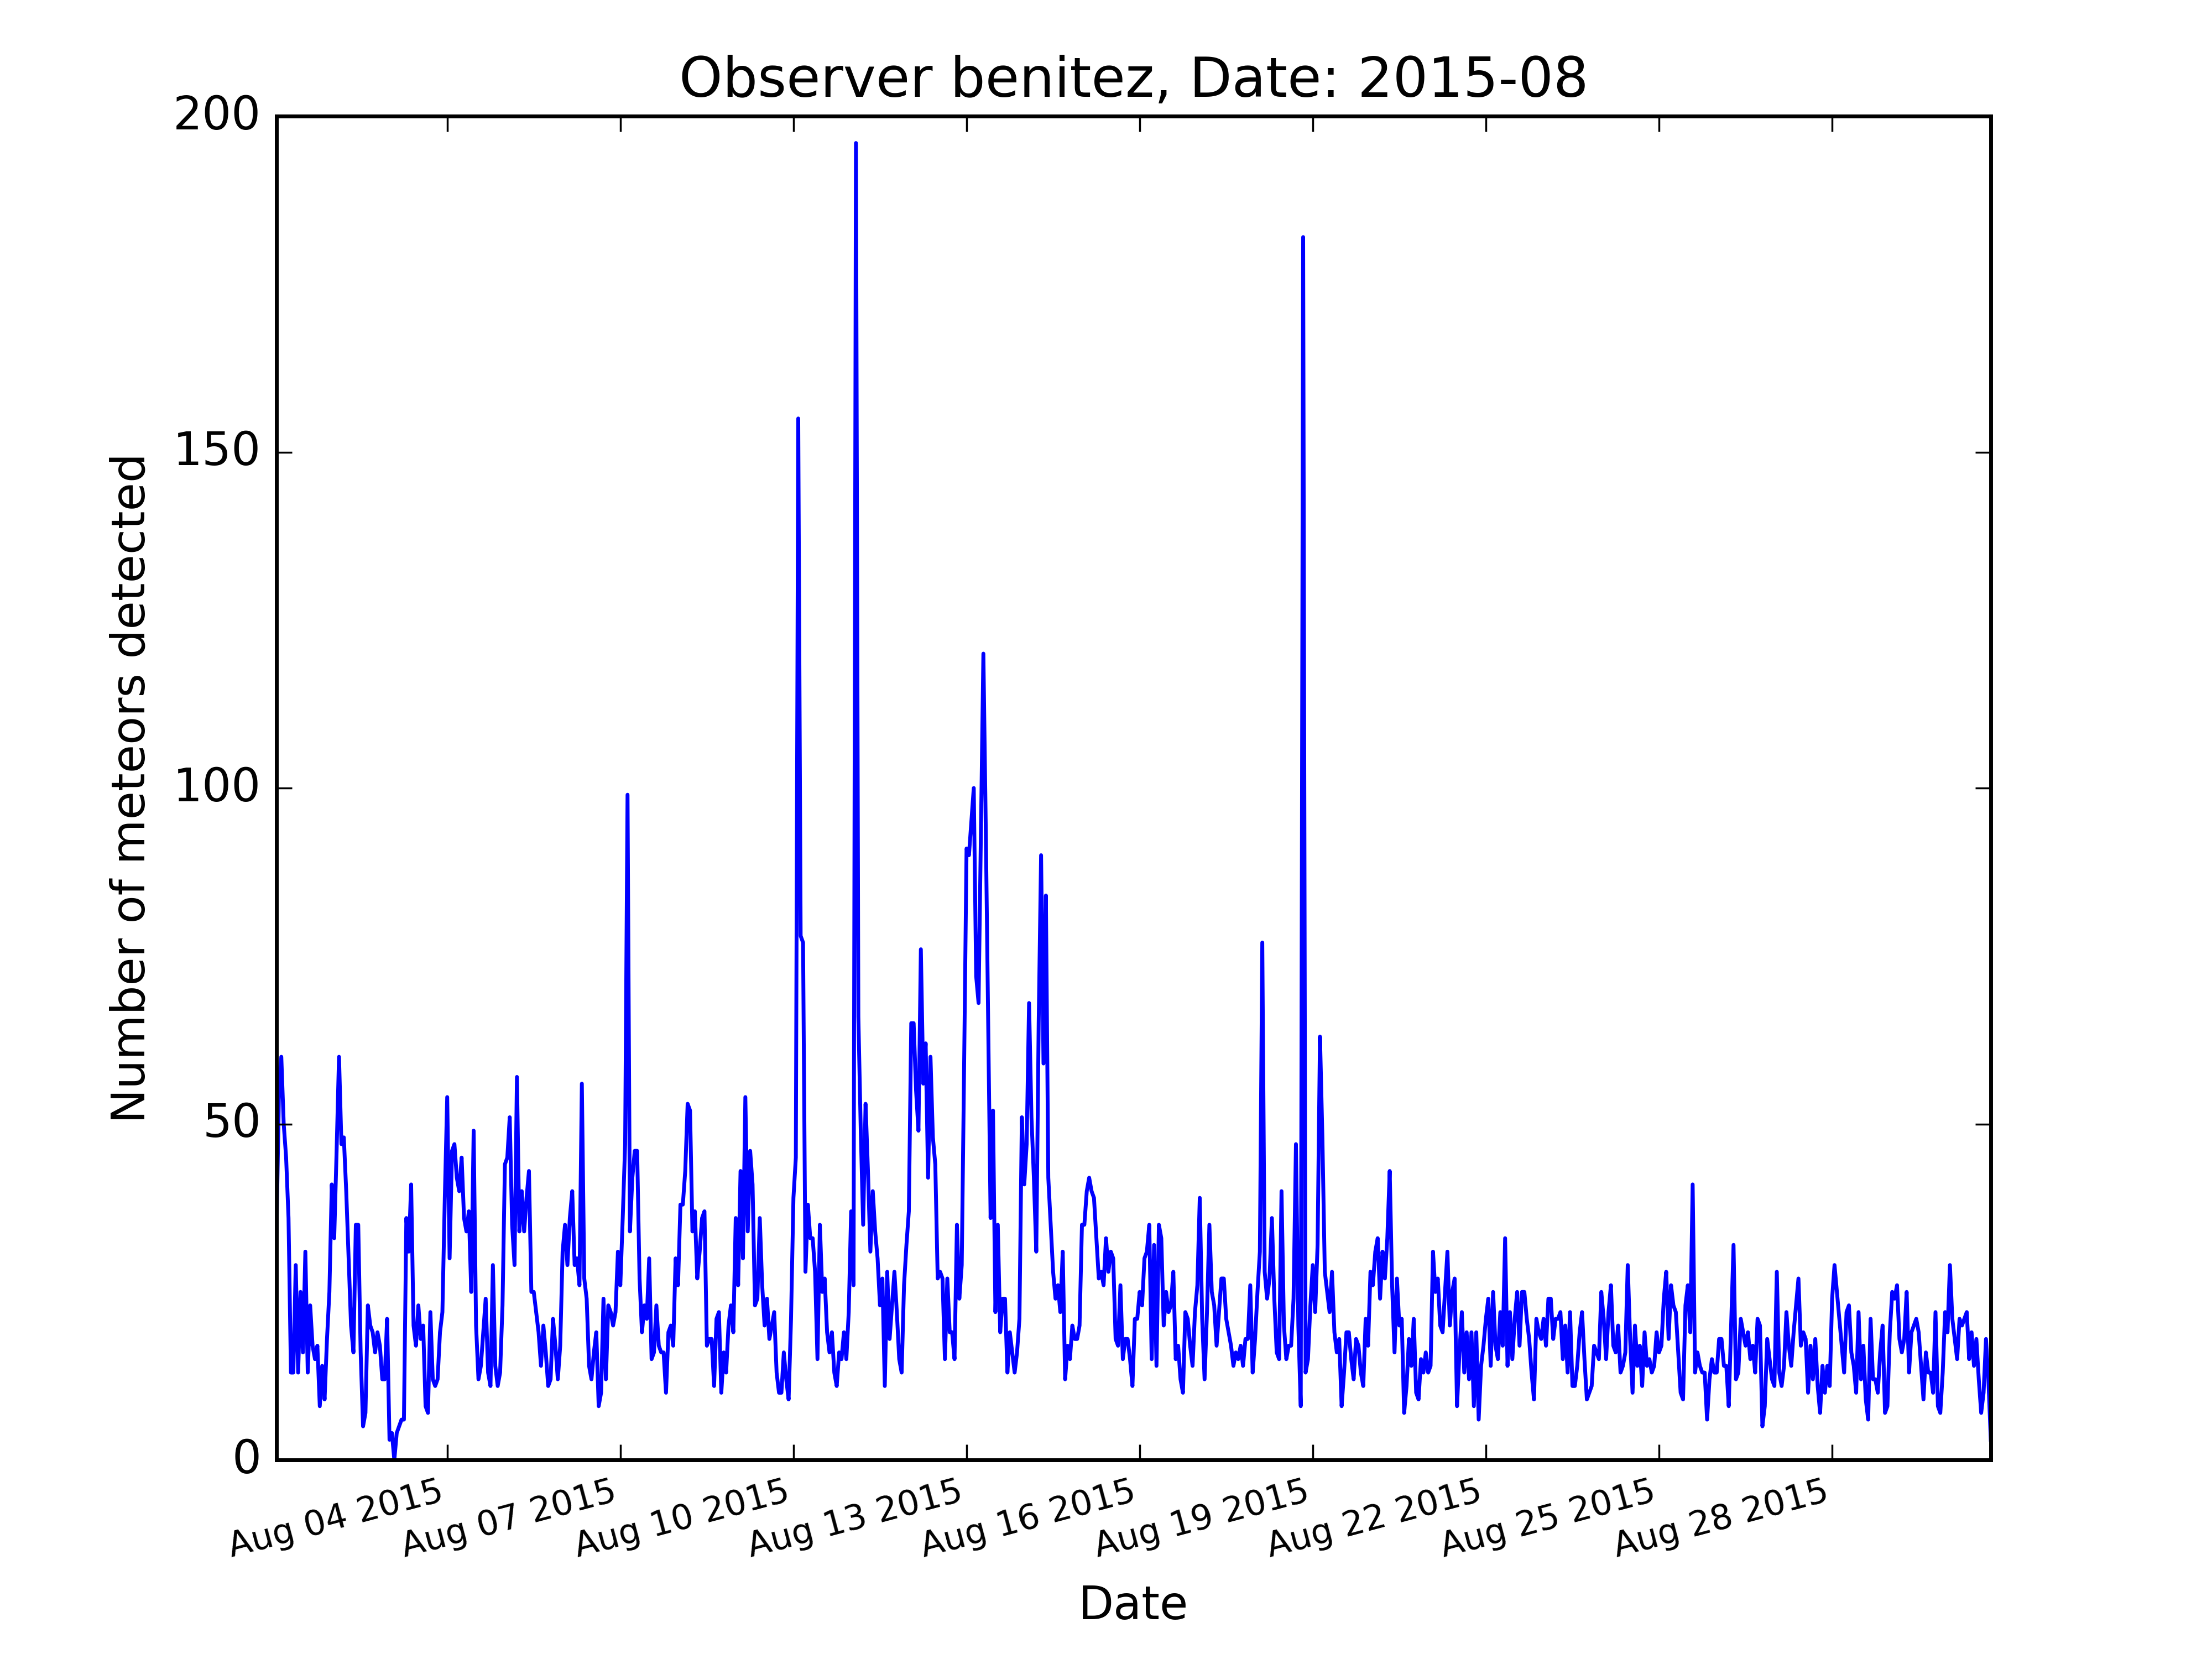 Observer benitez, Date: 2015-08
200
150
100
50
0
Number of meteors detected
Aug 04 2015
Aug 07 2015
Aug 10 2015
Aug 13 2015
Aug 16 2015
Aug 19 2015
Aug 22 2015
Aug 25 2015
Aug 28 2015
Date